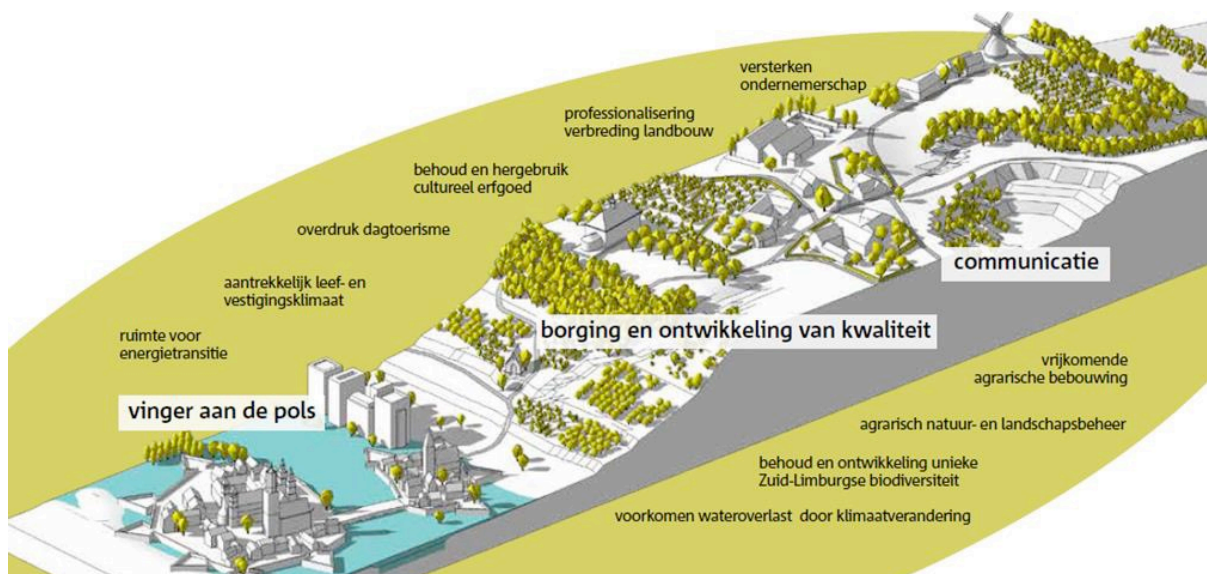 versterken
ondernemerschap
professionalisering
verbreding landbouw
behoud en hergebruik
cultureel erfgoed
overdruk dagtoerisme
aantrekkelijk leef- en
vestigingsklimaat
ruimte voor
energietransitie
communicatie
borging en ontwikkeling van kwaliteit
vinger aan de pols
vrijkomende
agrarische bebouwing
agrarisch natuur- en landschapsbeheer
behoud en ontwikkeling unieke
Zuid-Limburgse biodiversiteit
voorkomen wateroverlast door klimaatverandering